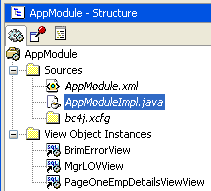 AppModule - Structure
AppModule
Sources
AppModule.xml
AppModuleImpl.java
bc4j.xcfg
View Object Instances
BrimErrorView
MgrLOVView
PageOneEmpDetailsViewView